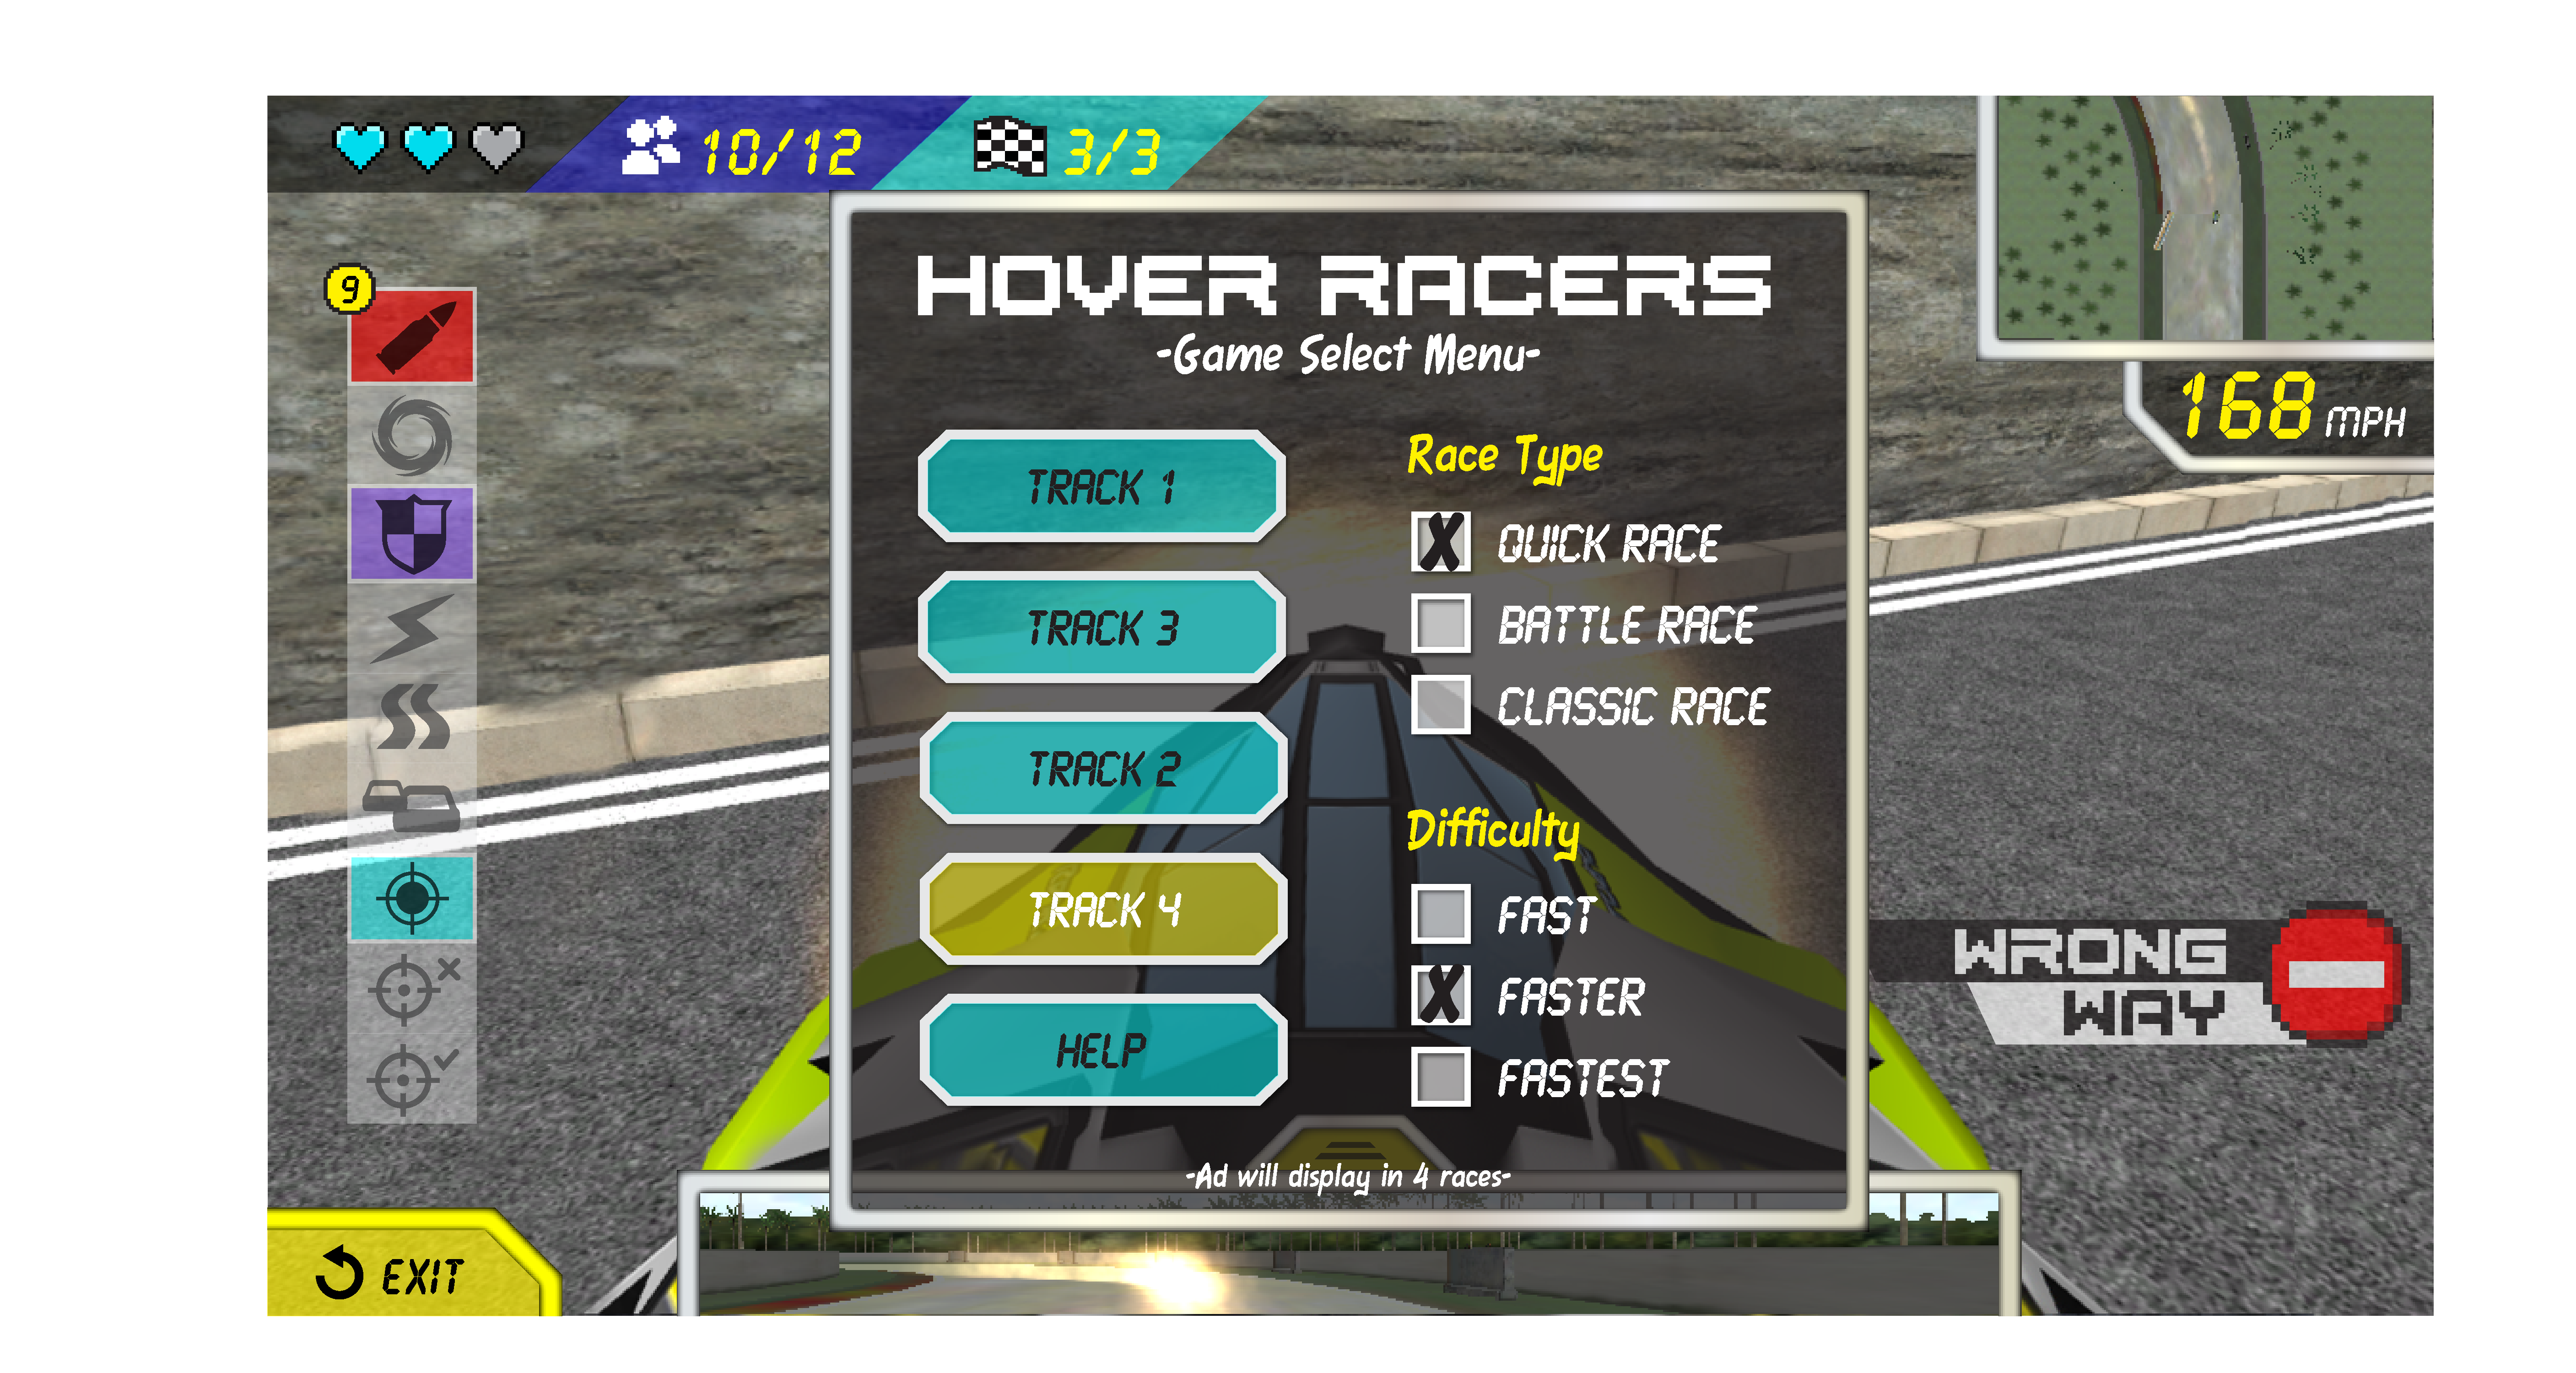 10/12
3/3
9
HOVER RACERS
-Game Select Menu-
168 MPH
TRACK 1
TRACK 3
TRACK 2
TRACK 4
HELP
Race Type
QUICK RACE
BATTLE RACE
CLASSIC RACE
Difficulty
FAST
FASTER
FASTEST
-Ad will display in 4 races-
WRONG
WAY
EXIT